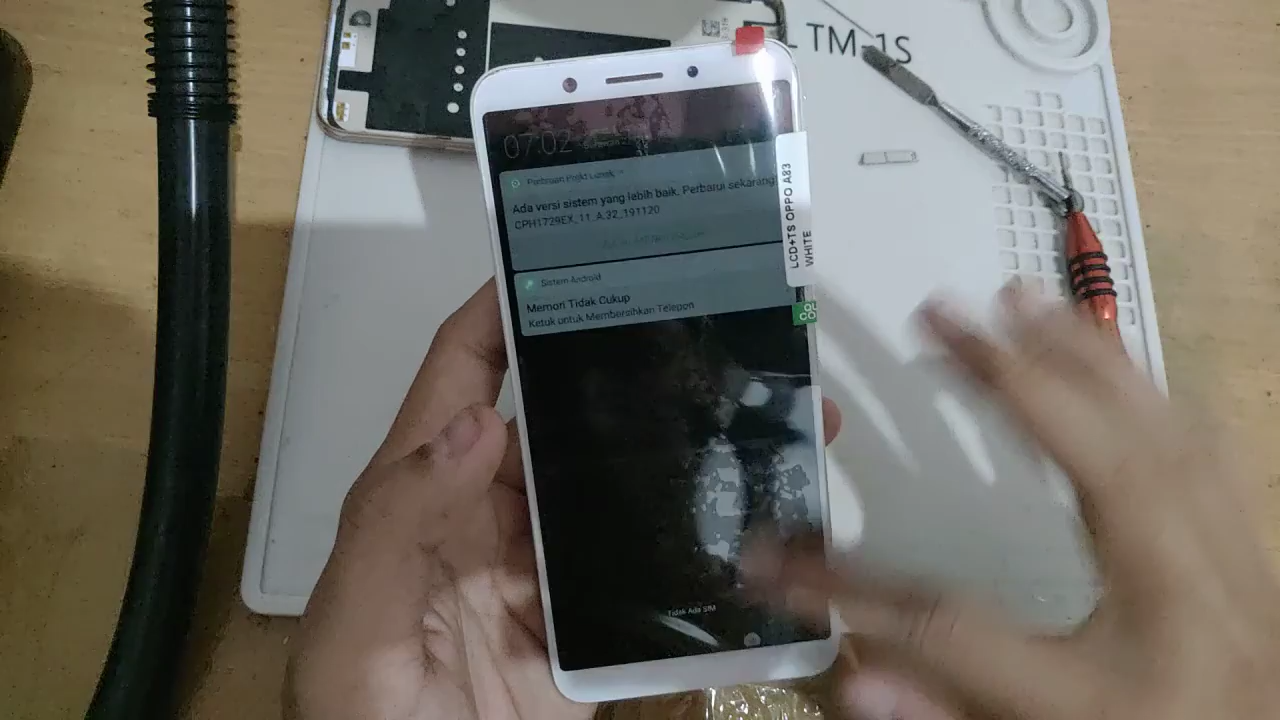 TM-1S
07:02
Ada versi sistem yang lebih baik. Perbarui sekarang!
CPH1729EX_11_A.32_191120
Sistem Android
Memori Tidak Cukup
Ketuk untuk Membersihkan Telepon
LCD+TS OPPO A83
WHITE
Tidak Ada SIM